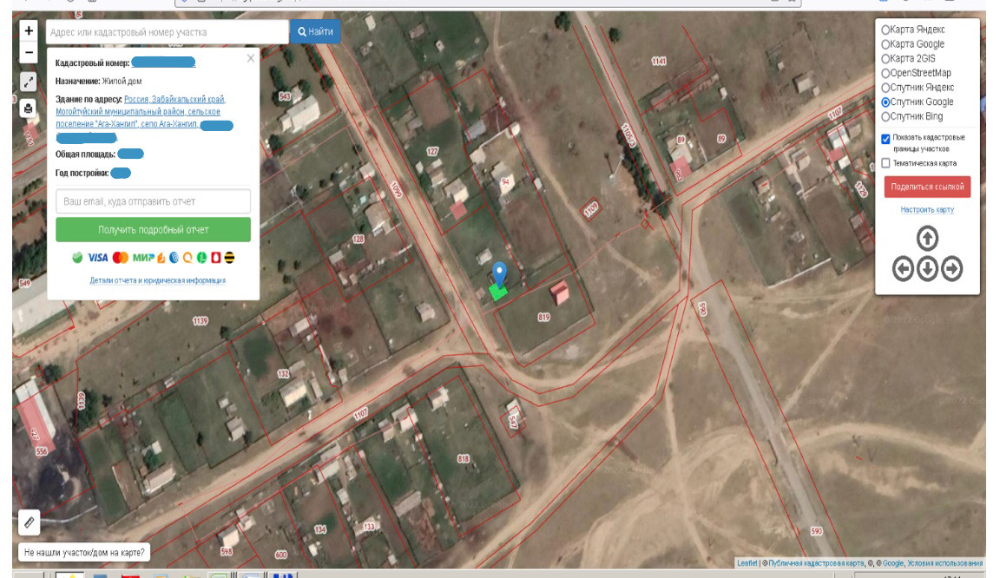 Адрес или кадастровый номер участка
Найти
Кадастровый номер:
Назначение: Жилой дом
Здание по адресу: Россия, Забайкальский край,
Могойтуйский муниципальный район, сельское
поселение "Ага-Хангил", село Ага-Хангил,
Общая площадь:
Год постройки:
Ваш email, куда отправить отчет
Получить подробный отчет
VISA
МИР
Детали отчета и юридическая информация
Карта Яндекс
Карта Google
Карта 2GIS
OpenStreetMap
Спутник Яндекс
Спутник Google
Спутник Bing
Показать кадастровые
границы участков
Тематическая карта
Поделиться ссылкой
Настроить карту
543
1141
127
94
89
89
1107
1129
1090
1109
128
549
1139
819
132
1139
1107
547
556
818
134
133
598
600
590
Не нашли участок/дом на карте?
Leaflet | © Публичная кадастровая карта, ©, © Google, Условия использования